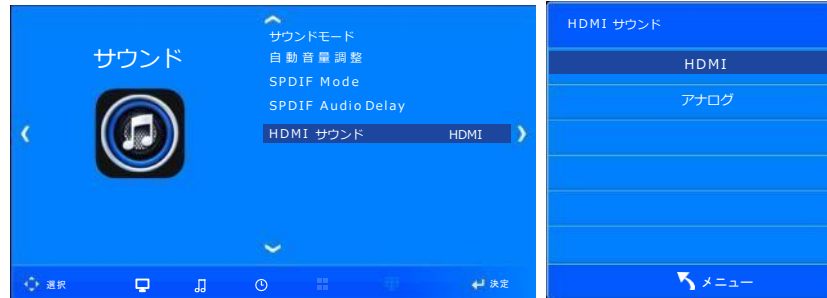 サウンド
サウンドモード
自動音量調整
SPDIF Mode
SPDIF Audio Delay
HDMI サウンド HDMI
選択
決定
HDMI サウンド
HDMI
アナログ
メニュー